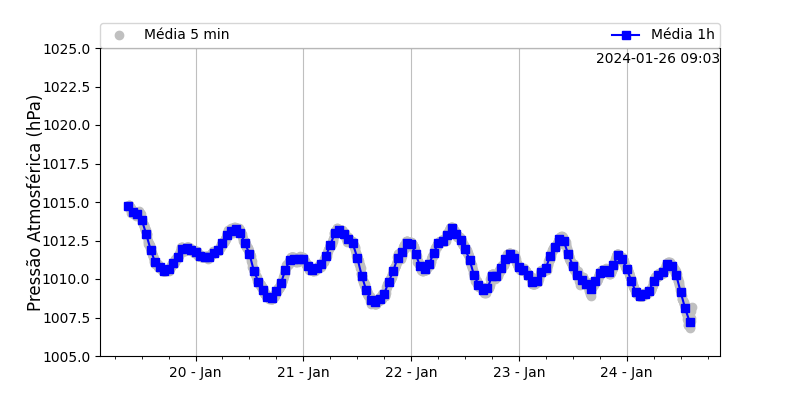 Média 5 min
Média 1h
2024-01-26 09:03
Pressão Atmosférica (hPa)
1025.0
1022.5
1020.0
1017.5
1015.0
1012.5
1010.0
1007.5
1005.0
20 - Jan
21 - Jan
22 - Jan
23 - Jan
24 - Jan